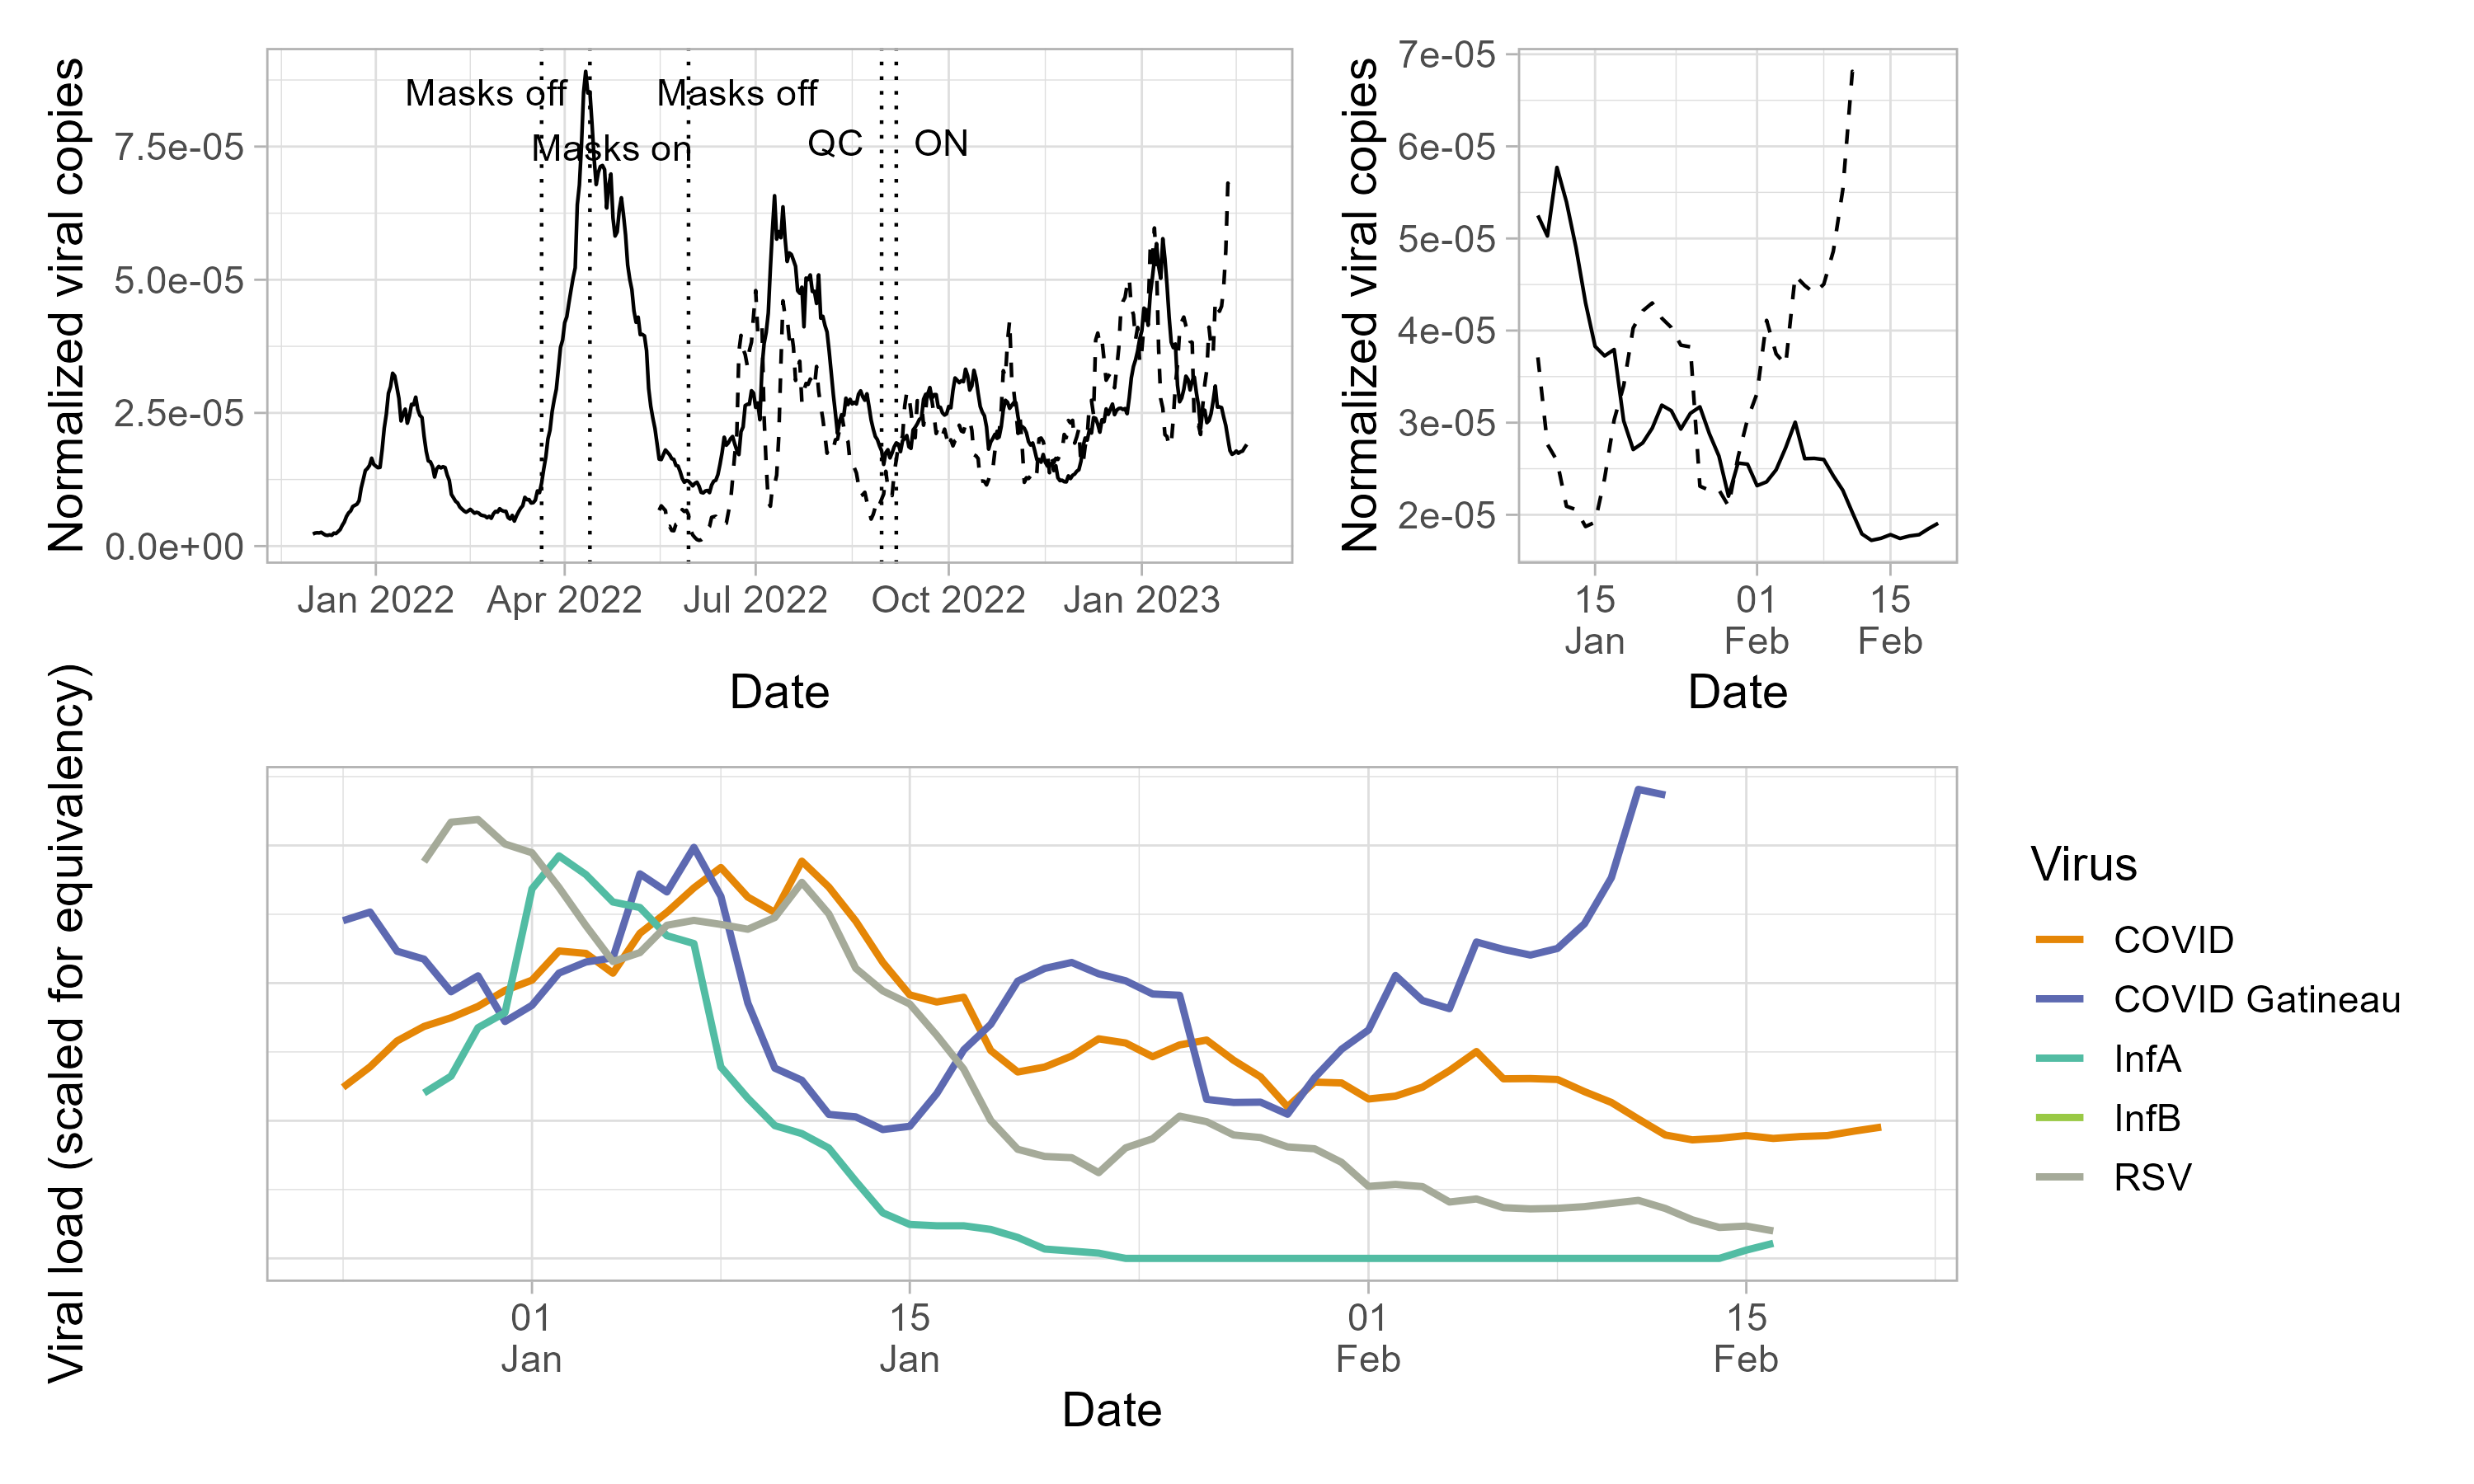 Normalized viral copies
7.5e-05
5.0e-05
2.5e-05
0.0e+00
Masks off
Masks on
Masks off
QC
ON
Jan 2022
Apr 2022
Jul 2022
Oct 2022
Jan 2023
Date
Normalized viral copies
7e-05
6e-05
5e-05
4e-05
3e-05
2e-05
15
Jan
01
Feb
15
Feb
Date
Viral load (scaled for equivalency)
01
Jan
15
Jan
01
Feb
15
Feb
Date
Virus
COVID
COVID Gatineau
InfA
InfB
RSV